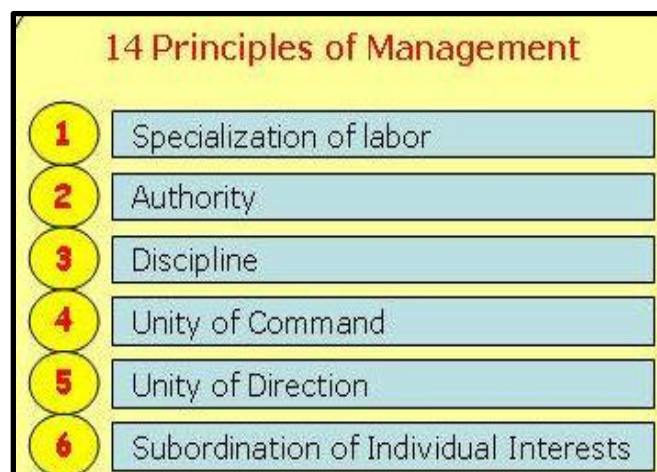 14 Principles of Management
1 Specialization of labor
2 Authority
3 Discipline
4 Unity of Command
5 Unity of Direction
6 Subordination of Individual Interests